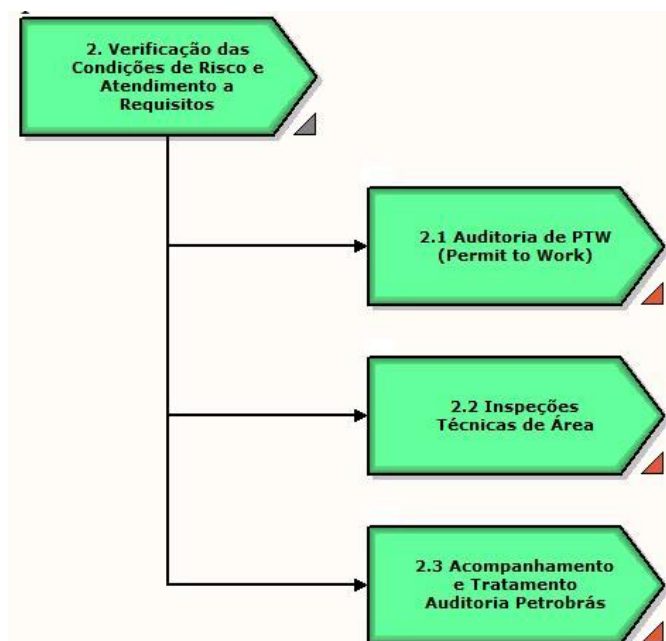 2. Verificação das
Condições de Risco e
Atendimento a
Requisitos
2.1 Auditoria de PTW
(Permit to Work)
2.2 Inspeções
Técnicas de Área
2.3 Acompanhamento
e Tratamento
Auditoria Petrobrás